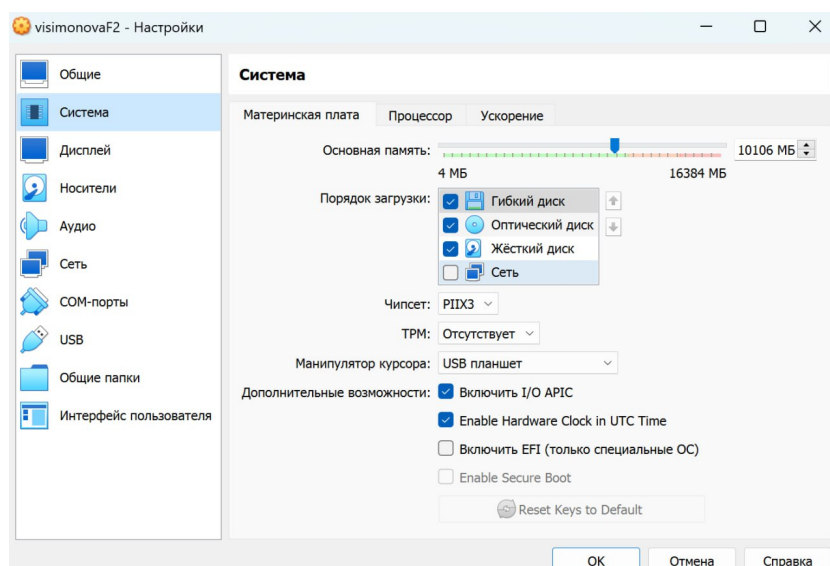 visimonovaF2 - Настройки
Общие
Система
Дисплей
Носители
Аудио
Сеть
COM-порты
USB
Общие папки
Интерфейс пользователя
Система
Материнская плата Процессор Ускорение
Основная память: 10106 МБ
4 МБ 16384 МБ
Порядок загрузки: Гибкий диск
Оптический диск
Жёсткий диск
Сеть
Чипсет: PIIX3
ТРМ: Отсутствует
Манипулятор курсора: USB планшет
Дополнительные возможности: Включить I/O APIC
Enable Hardware Clock in UTC Time
Включить EFI (только специальные ОС)
Enable Secure Boot
Reset Keys to Default
OK Отмена Справка